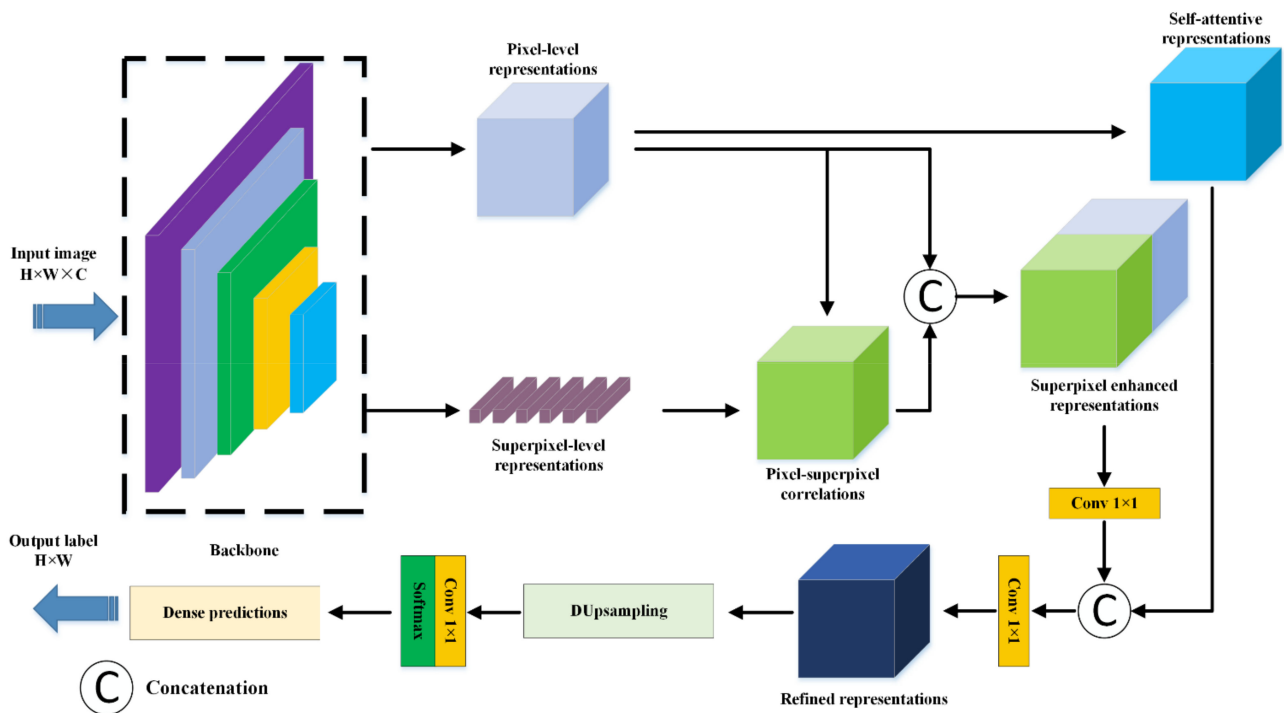 Self-attentive
representations
Pixel-level
representations
Input image
H×W×C
C
Superpixel enhanced
representations
Superpixel-level
representations
Pixel-superpixel
correlations
Conv 1×1
Output label
H×W
Backbone
Dense predictions
Softmax
Conv 1×1
DUpsampling
Conv 1×1
C
Refined representations
C
Concatenation